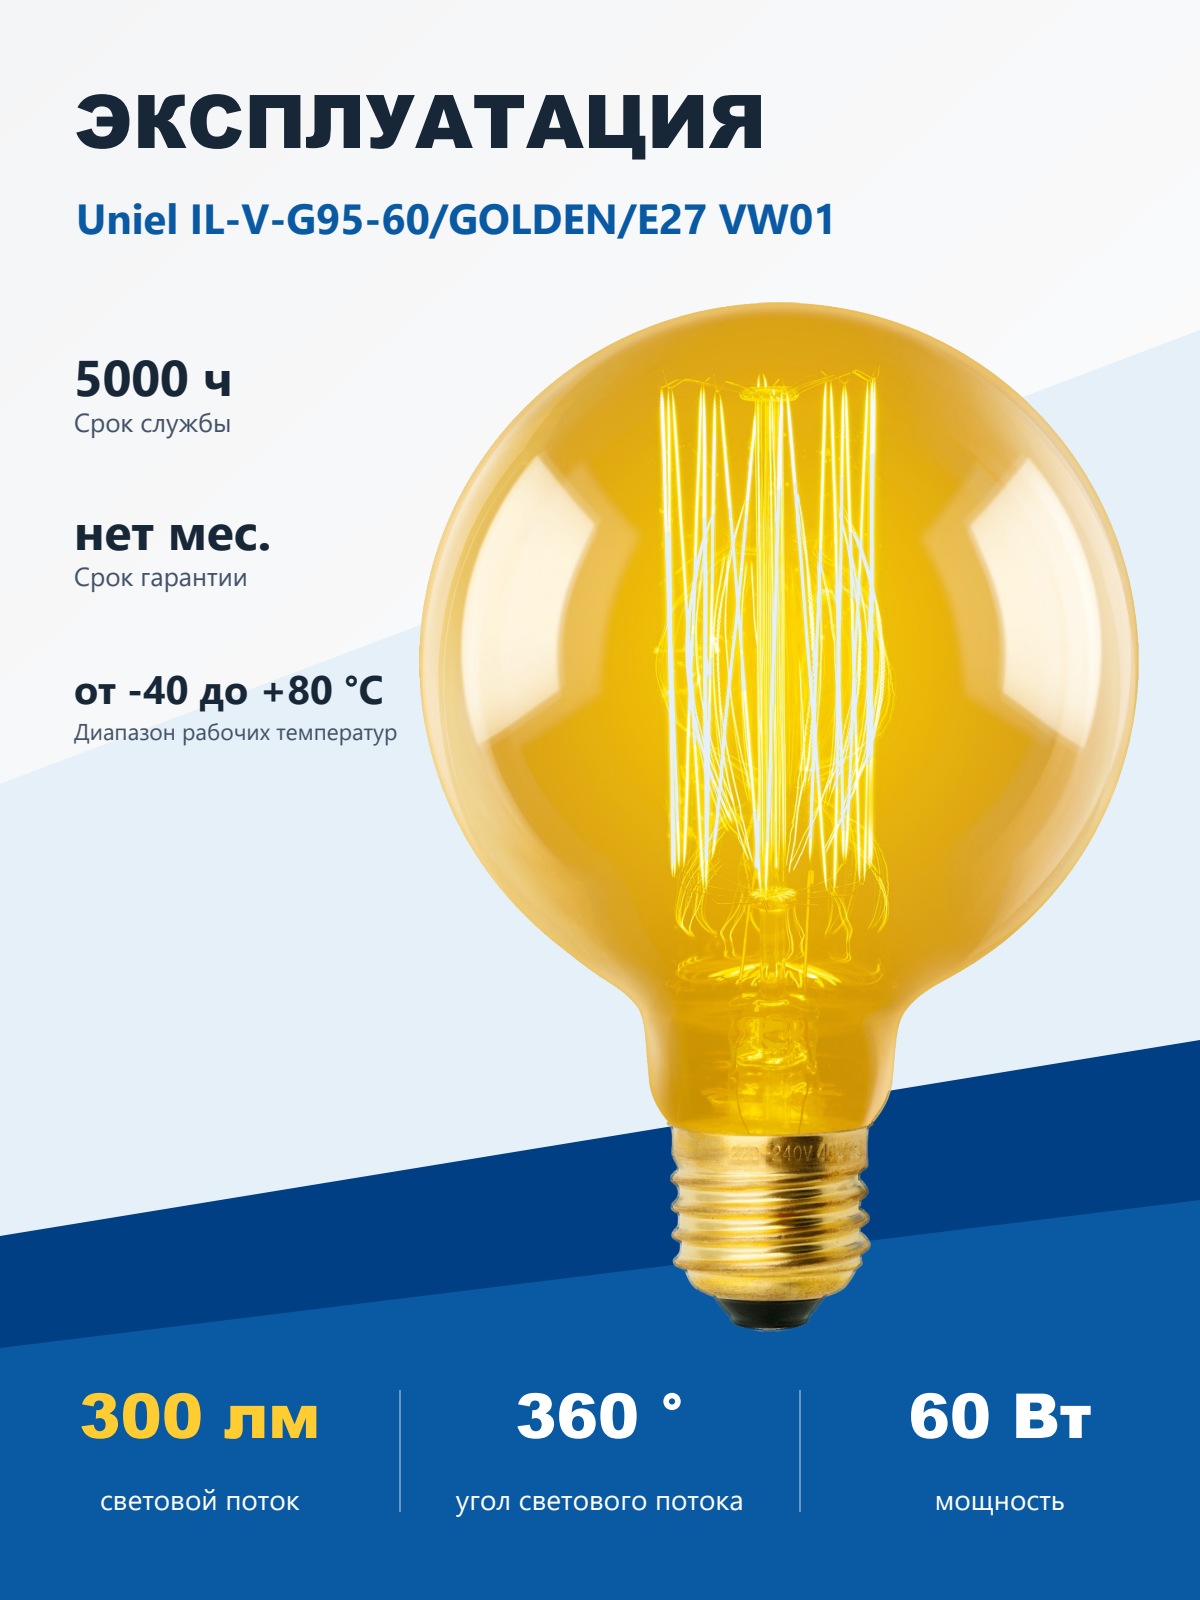 ЭКСПЛУАТАЦИЯ
Uniel IL-V-G95-60/GOLDEN/E27 VW01
5000 ч
Срок службы
нет мес.
Срок гарантии
от -40 до +80 °C
Диапазон рабочих температур
240V
300 лм
световой поток
360 °
угол светового потока
60 Вт
мощность